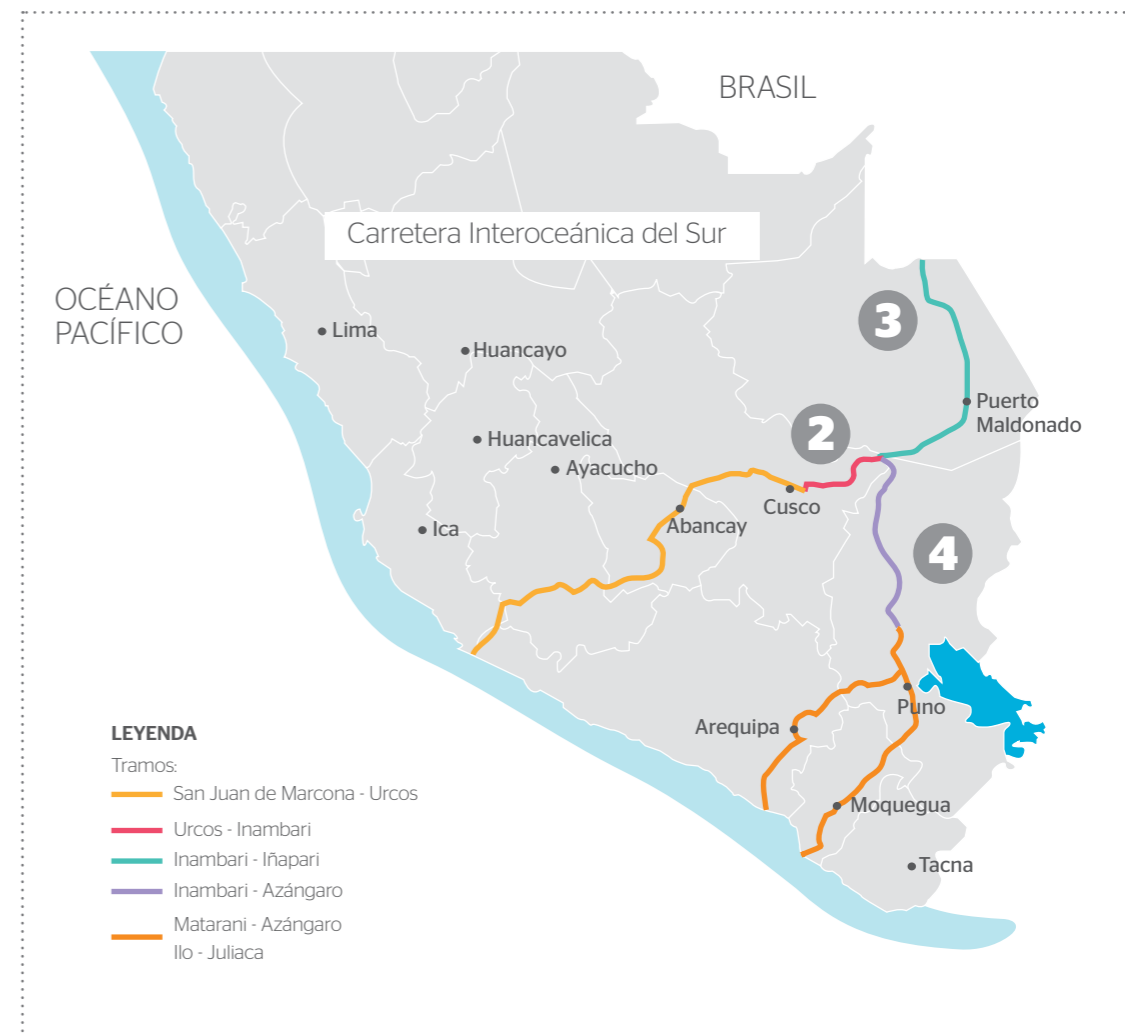 BRASIL
Carretera Interoceánica del Sur
OCÉANO
PACÍFICO
Lima
Huancayo
3
Puerto
Maldonado
2
Huancavelica
Ayacucho
Cusco
Abancay
Ica
4
Puno
Arequipa
Moquegua
Tacna
LEYENDA
Tramos:
San Juan de Marcona - Urcos
Urcos - Inambari
Inambari - Iñapari
Inambari - Azángaro
Matarani - Azángaro
Ilo - Juliaca